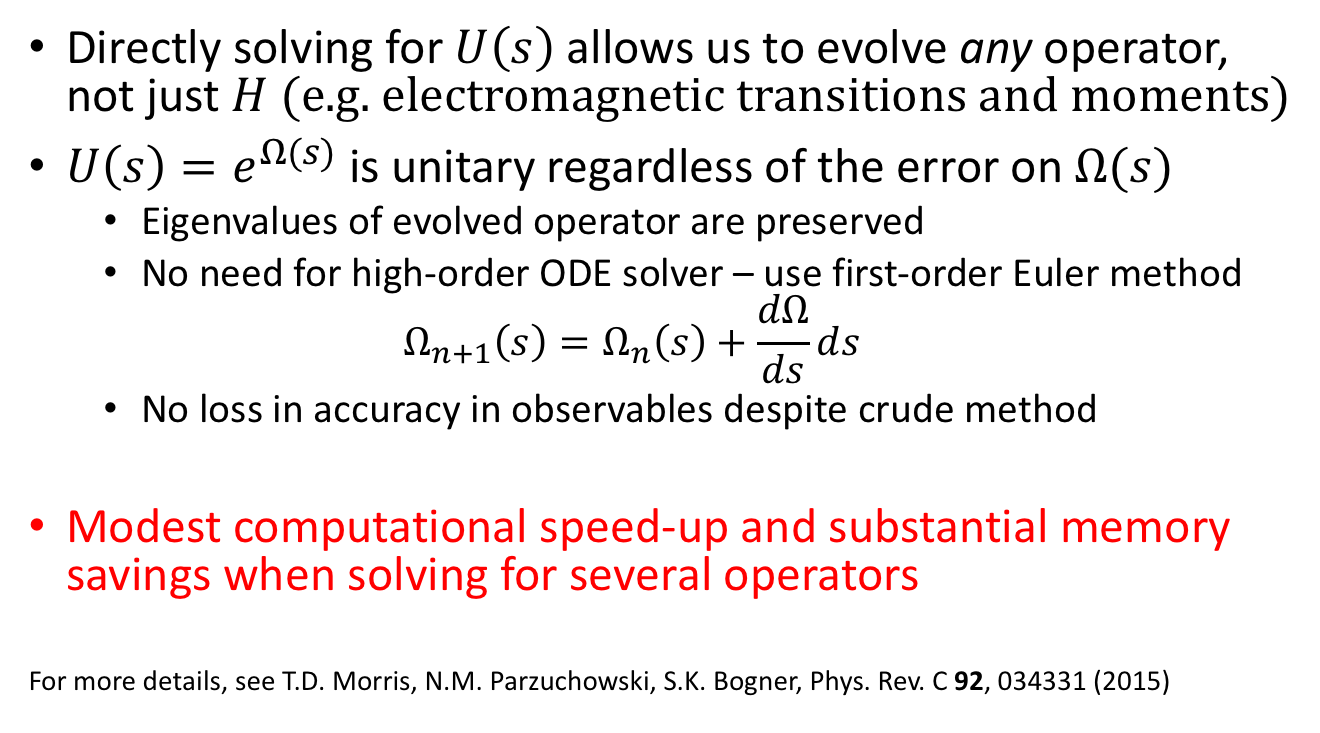 • Directly solving for U(s) allows us to evolve any operator,
not just H (e.g. electromagnetic transitions and moments)
• U(s) = e^{Ω(s)} is unitary regardless of the error on Ω(s)
• Eigenvalues of evolved operator are preserved
• No need for high-order ODE solver – use first-order Euler method
Ω_{n+1}(s) = Ω_n(s) + \frac{dΩ}{ds} ds
• No loss in accuracy in observables despite crude method
• Modest computational speed-up and substantial memory
savings when solving for several operators
For more details, see T.D. Morris, N.M. Parzuchowski, S.K. Bogner, Phys. Rev. C 92, 034331 (2015)